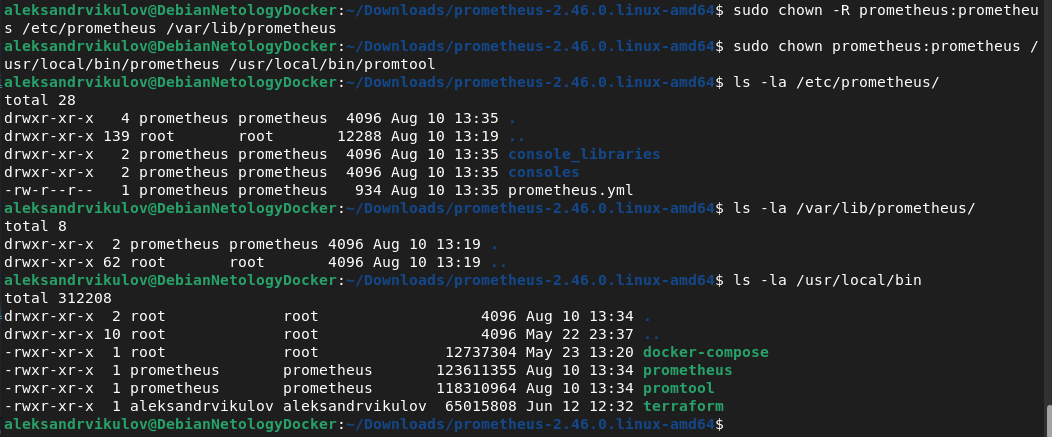 aleksandrvikulov@DebianNetologyDocker:~/Downloads/prometheus-2.46.0.linux-amd64$ sudo chown -R prometheus:prometheu
s /etc/prometheus /var/lib/prometheus
aleksandrvikulov@DebianNetologyDocker:~/Downloads/prometheus-2.46.0.linux-amd64$ sudo chown prometheus:prometheus /
usr/local/bin/prometheus /usr/local/bin/promtool
aleksandrvikulov@DebianNetologyDocker:~/Downloads/prometheus-2.46.0.linux-amd64$ ls -la /etc/prometheus/
total 28
drwxr-xr-x   4 prometheus prometheus  4096 Aug 10 13:35 .
drwxr-xr-x 139 root       root       12288 Aug 10 13:19 ..
drwxr-xr-x   2 prometheus prometheus  4096 Aug 10 13:35 console_libraries
drwxr-xr-x   2 prometheus prometheus  4096 Aug 10 13:35 consoles
-rw-r--r--   1 prometheus prometheus   934 Aug 10 13:35 prometheus.yml
aleksandrvikulov@DebianNetologyDocker:~/Downloads/prometheus-2.46.0.linux-amd64$ ls -la /var/lib/prometheus/
total 8
drwxr-xr-x  2 prometheus prometheus 4096 Aug 10 13:19 .
drwxr-xr-x 62 root       root       4096 Aug 10 13:19 ..
aleksandrvikulov@DebianNetologyDocker:~/Downloads/prometheus-2.46.0.linux-amd64$ ls -la /usr/local/bin
total 312208
drwxr-xr-x  2 root             root                  4096 Aug 10 13:34 .
drwxr-xr-x 10 root             root                  4096 May 22 23:37 ..
-rwxr-xr-x  1 root             root              12737304 May 23 13:20 docker-compose
-rwxr-xr-x  1 prometheus       prometheus       123611355 Aug 10 13:34 prometheus
-rwxr-xr-x  1 prometheus       prometheus       118310964 Aug 10 13:34 promtool
-rwxr-xr-x  1 aleksandrvikulov aleksandrvikulov  65015808 Jun 12 12:32 terraform
aleksandrvikulov@DebianNetologyDocker:~/Downloads/prometheus-2.46.0.linux-amd64$